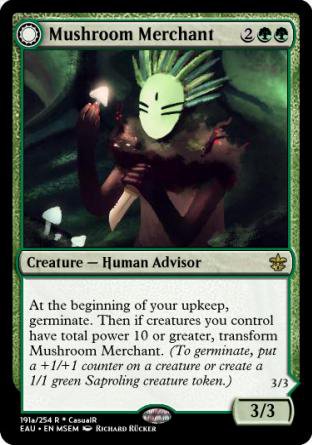 Mushroom Merchant 2
Creature — Human Advisor
At the beginning of your upkeep,
germinate. Then if creatures you control
have total power 10 or greater, transform
Mushroom Merchant. (To germinate, put
a +1/+1 counter on a creature or create a
1/1 green Saproling creature token.)
3/3
3/3
191a/254 R * CasualR
EAU • EN MSEM Richard Rücker